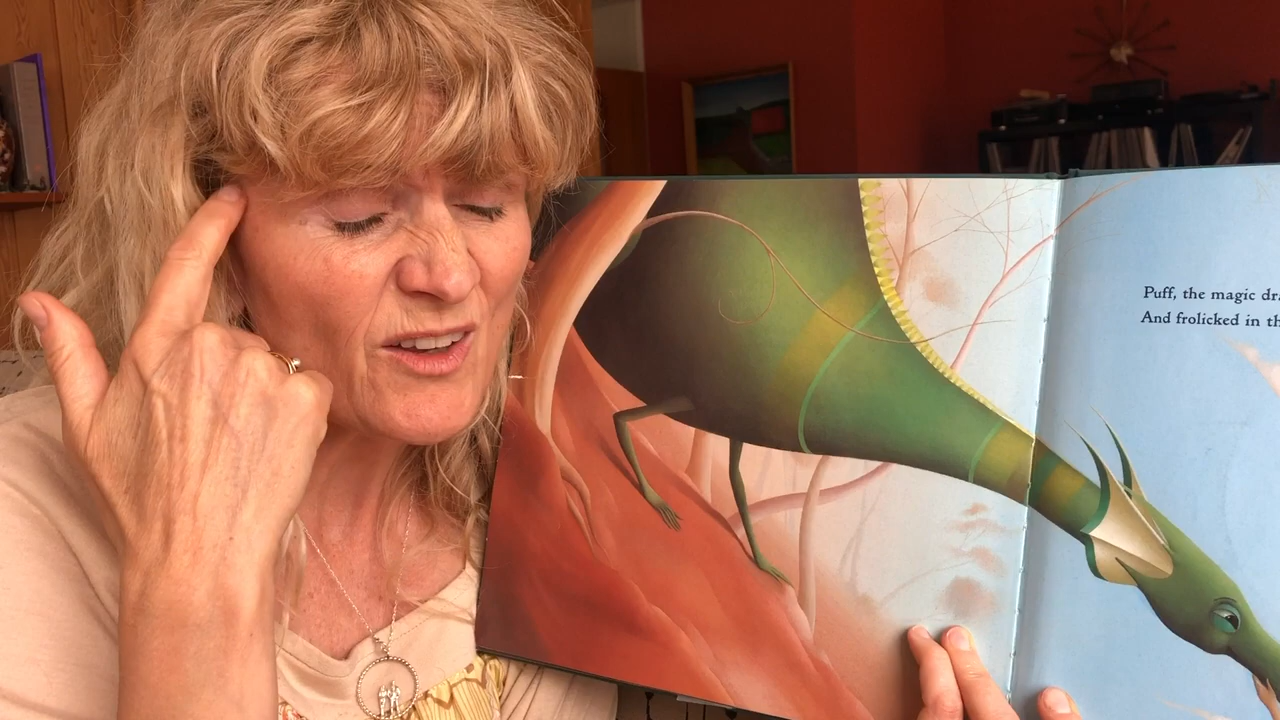 Puff, the magic
And frolicked in